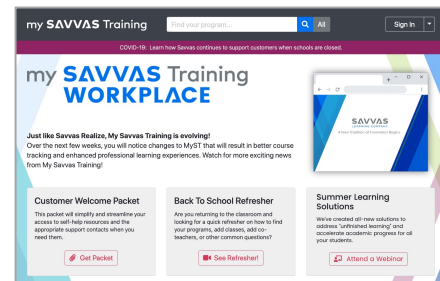 my SAVVAS Training
Find your program...
All
Sign In
COVID-19: Learn how Savvas continues to support customers when schools are closed.
my SAVVAS Training
WORKPLACE
SAVVAS
LEARNING COMPANY
A New Tradition of Innovation Begins
Just like Savvas Realize, My Savvas Training is evolving!
Over the next few weeks, you will notice changes to MyST that will result in better course
tracking and enhanced professional learning experiences. Watch for more exciting news
from My Savvas Training!
Customer Welcome Packet
This packet will simplify and streamline your
access to self-help resources and the
appropriate support contacts when you
need them.
Get Packet
Back To School Refresher
Are you returning to the classroom and
looking for a quick refresher on how to find
your programs, add classes, add co-
teachers, or other common questions?
See Refresher!
Summer Learning
Solutions
We've created all-new solutions to
address "unfinished learning" and
accelerate academic progress for all
your students.
Attend a Webinar